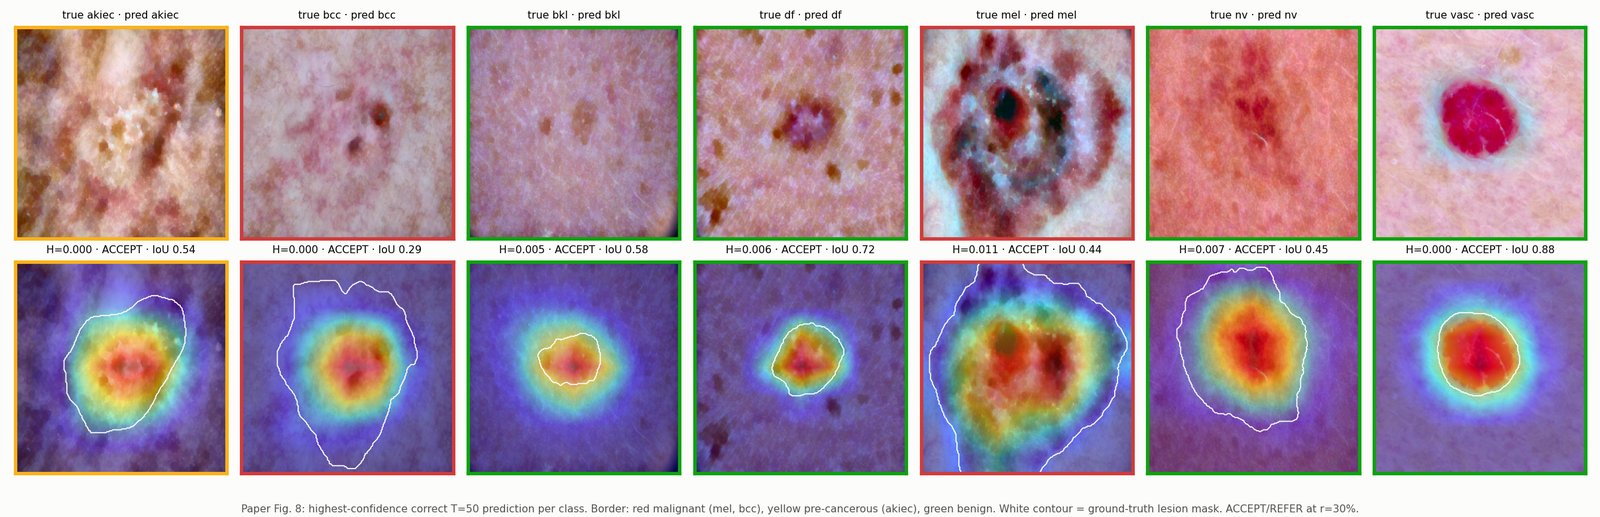 true akiec · pred akiec
true bcc · pred bcc
true bkl · pred bkl
true df · pred df
true mel · pred mel
true nv · pred nv
true vasc · pred vasc
H=0.000 · ACCEPT · IoU 0.54
H=0.000 · ACCEPT · IoU 0.29
H=0.005 · ACCEPT · IoU 0.58
H=0.006 · ACCEPT · IoU 0.72
H=0.011 · ACCEPT · IoU 0.44
H=0.007 · ACCEPT · IoU 0.45
H=0.000 · ACCEPT · IoU 0.88
Paper Fig. 8: highest-confidence correct T=50 prediction per class. Border: red malignant (mel, bcc), yellow pre-cancerous (akiec), green benign. White contour = ground-truth lesion mask. ACCEPT/REFER at r=30%.